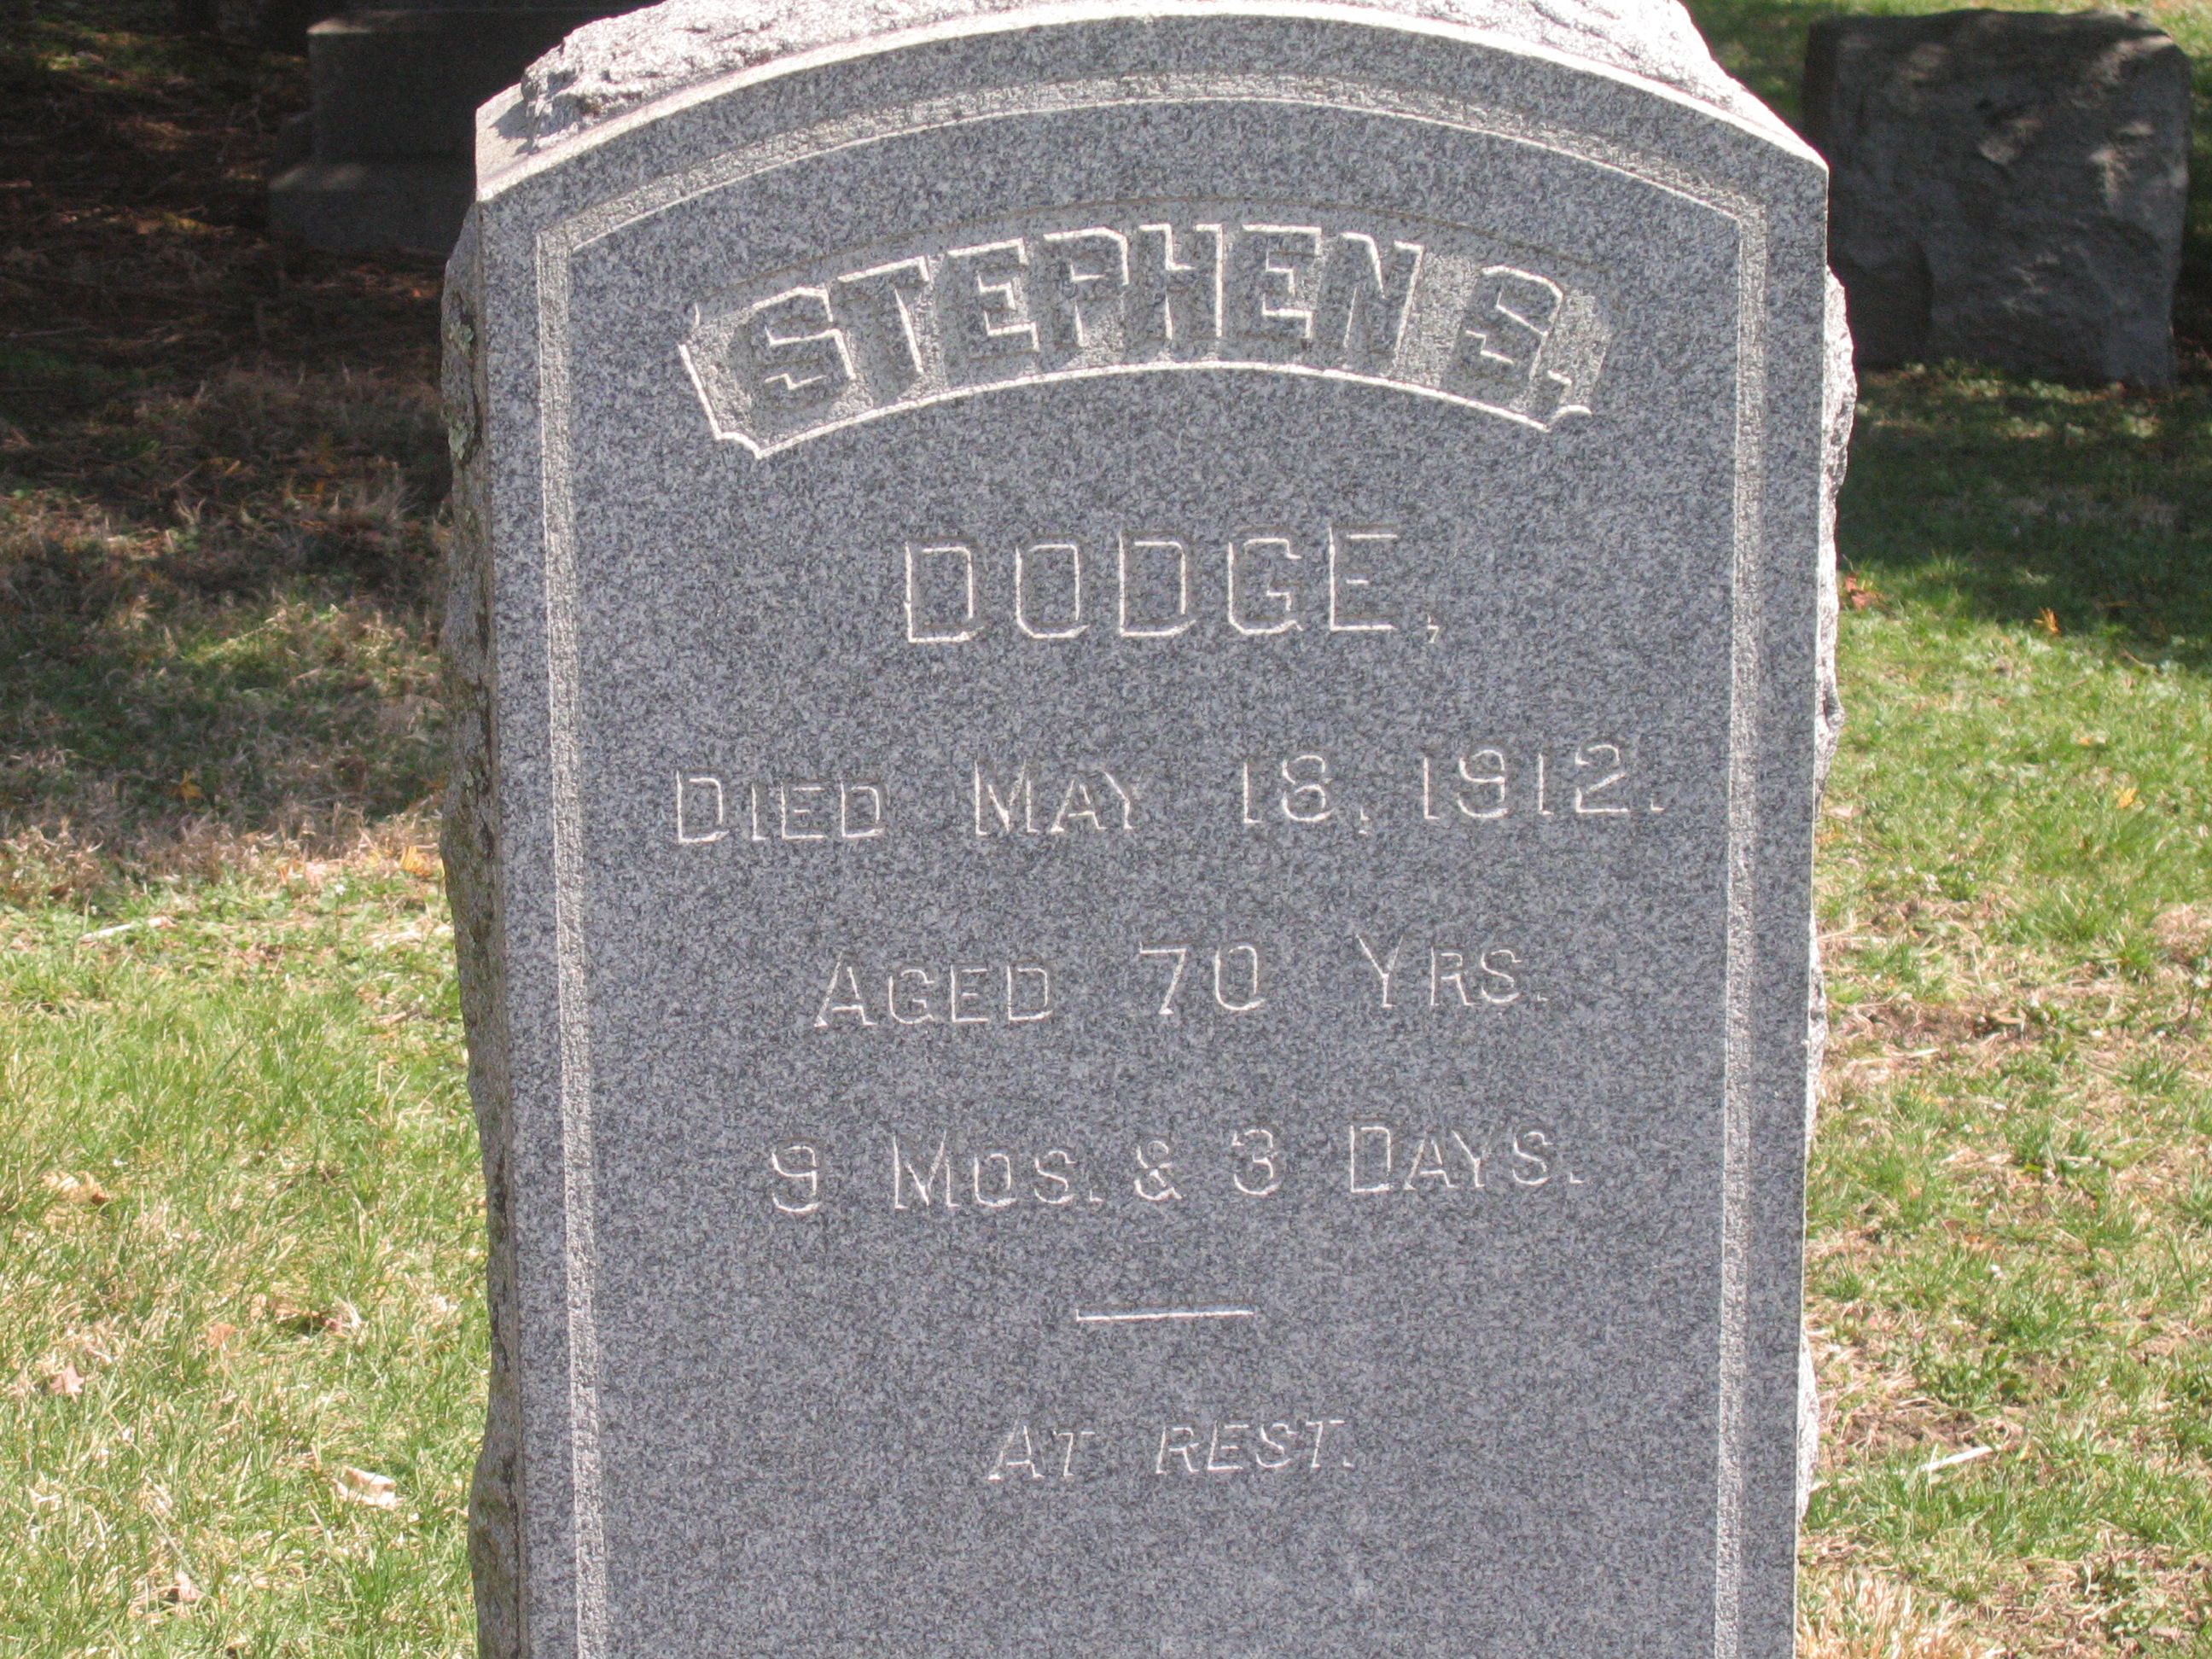 STEPHEN S.
DODGE,
DIED MAY 18, 1912.
AGED 70 YRS.
9 MOS. & 3 DAYS.
AT REST.